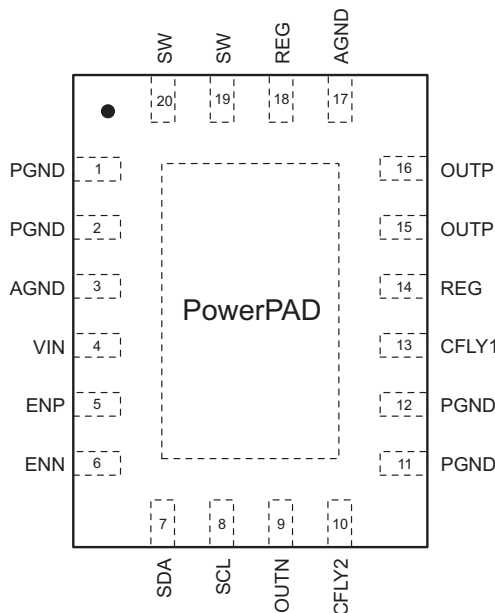 SW SW REG AGND
20 19 18 17
PGND 1 16 OUTP
PGND 2 15 OUTP
AGND 3 14 REG
PowerPAD
VIN 4 13 CFLY1
ENP 5 12 PGND
ENN 6 11 PGND
7 8 9 10
SDA SCL OUTN CFLY2